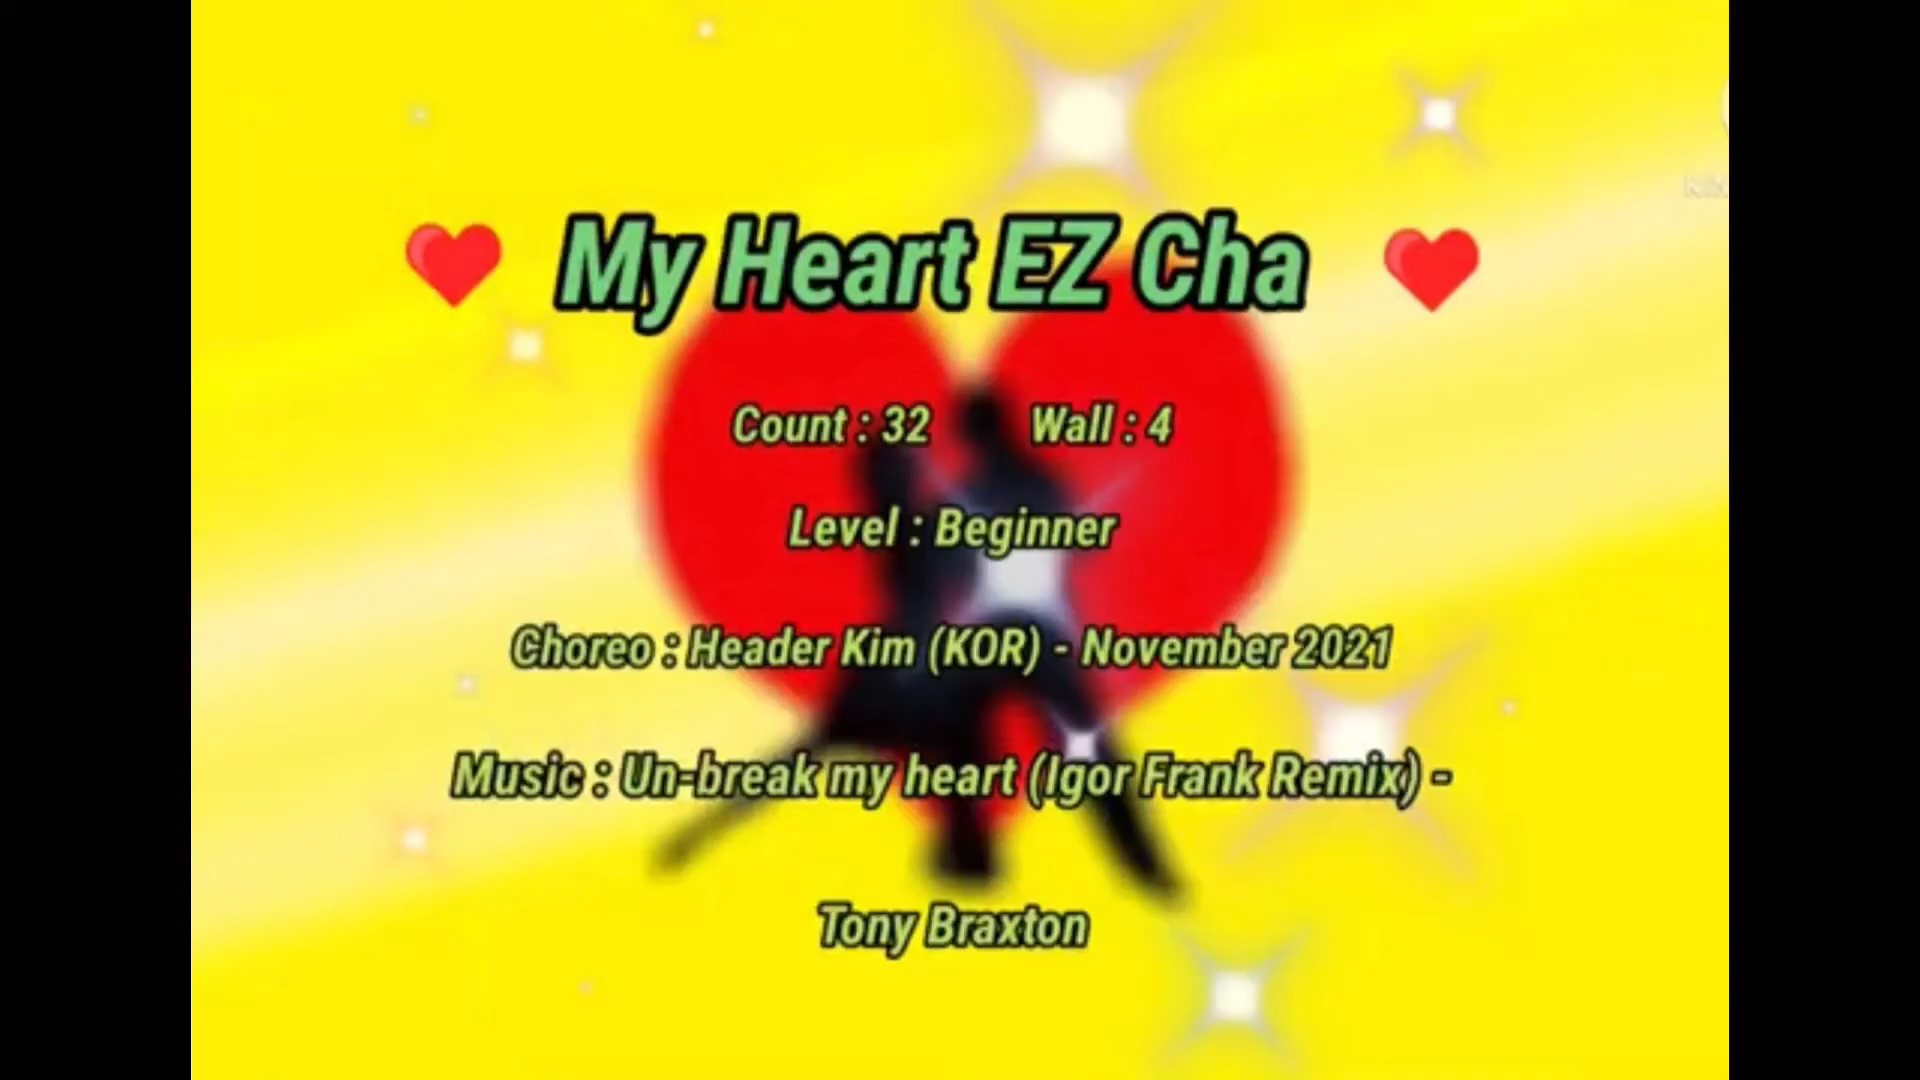 My Heart EZ Cha
Count : 32 Wall : 4
Level : Beginner
Choreo : Header Kim (KOR) - November 2021
Music : Un-break my heart (Igor Frank Remix) -
Tony Braxton